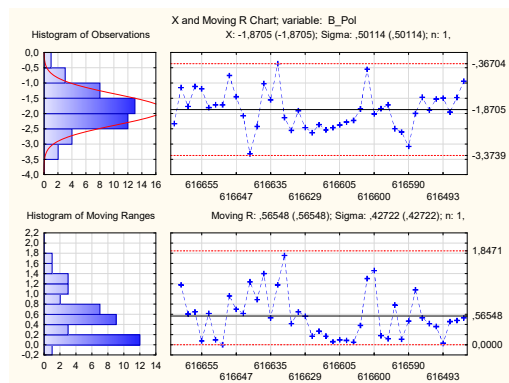 X and Moving R Chart; variable: B_Pol
Histogram of Observations
X: -1,8705 (-1,8705); Sigma: ,50114 (,50114); n: 1,
0,0
-0,5
-1,0
-1,5
-2,0
-2,5
-3,0
-3,5
-4,0
0 2 4 6 8 10 12 14 16
-,36704
-1,8705
-3,3739
616655 616635 616605 616590
616647 616629 616600 616493
Histogram of Moving Ranges
Moving R: ,56548 (,56548); Sigma: ,42722 (,42722); n: 1,
2,2
2,0
1,8
1,6
1,4
1,2
1,0
0,8
0,6
0,4
0,2
0,0
-0,2
0 2 4 6 8 10 12 14 16
1,8471
,56548
0,0000
616655 616635 616605 616590
616647 616629 616600 616493